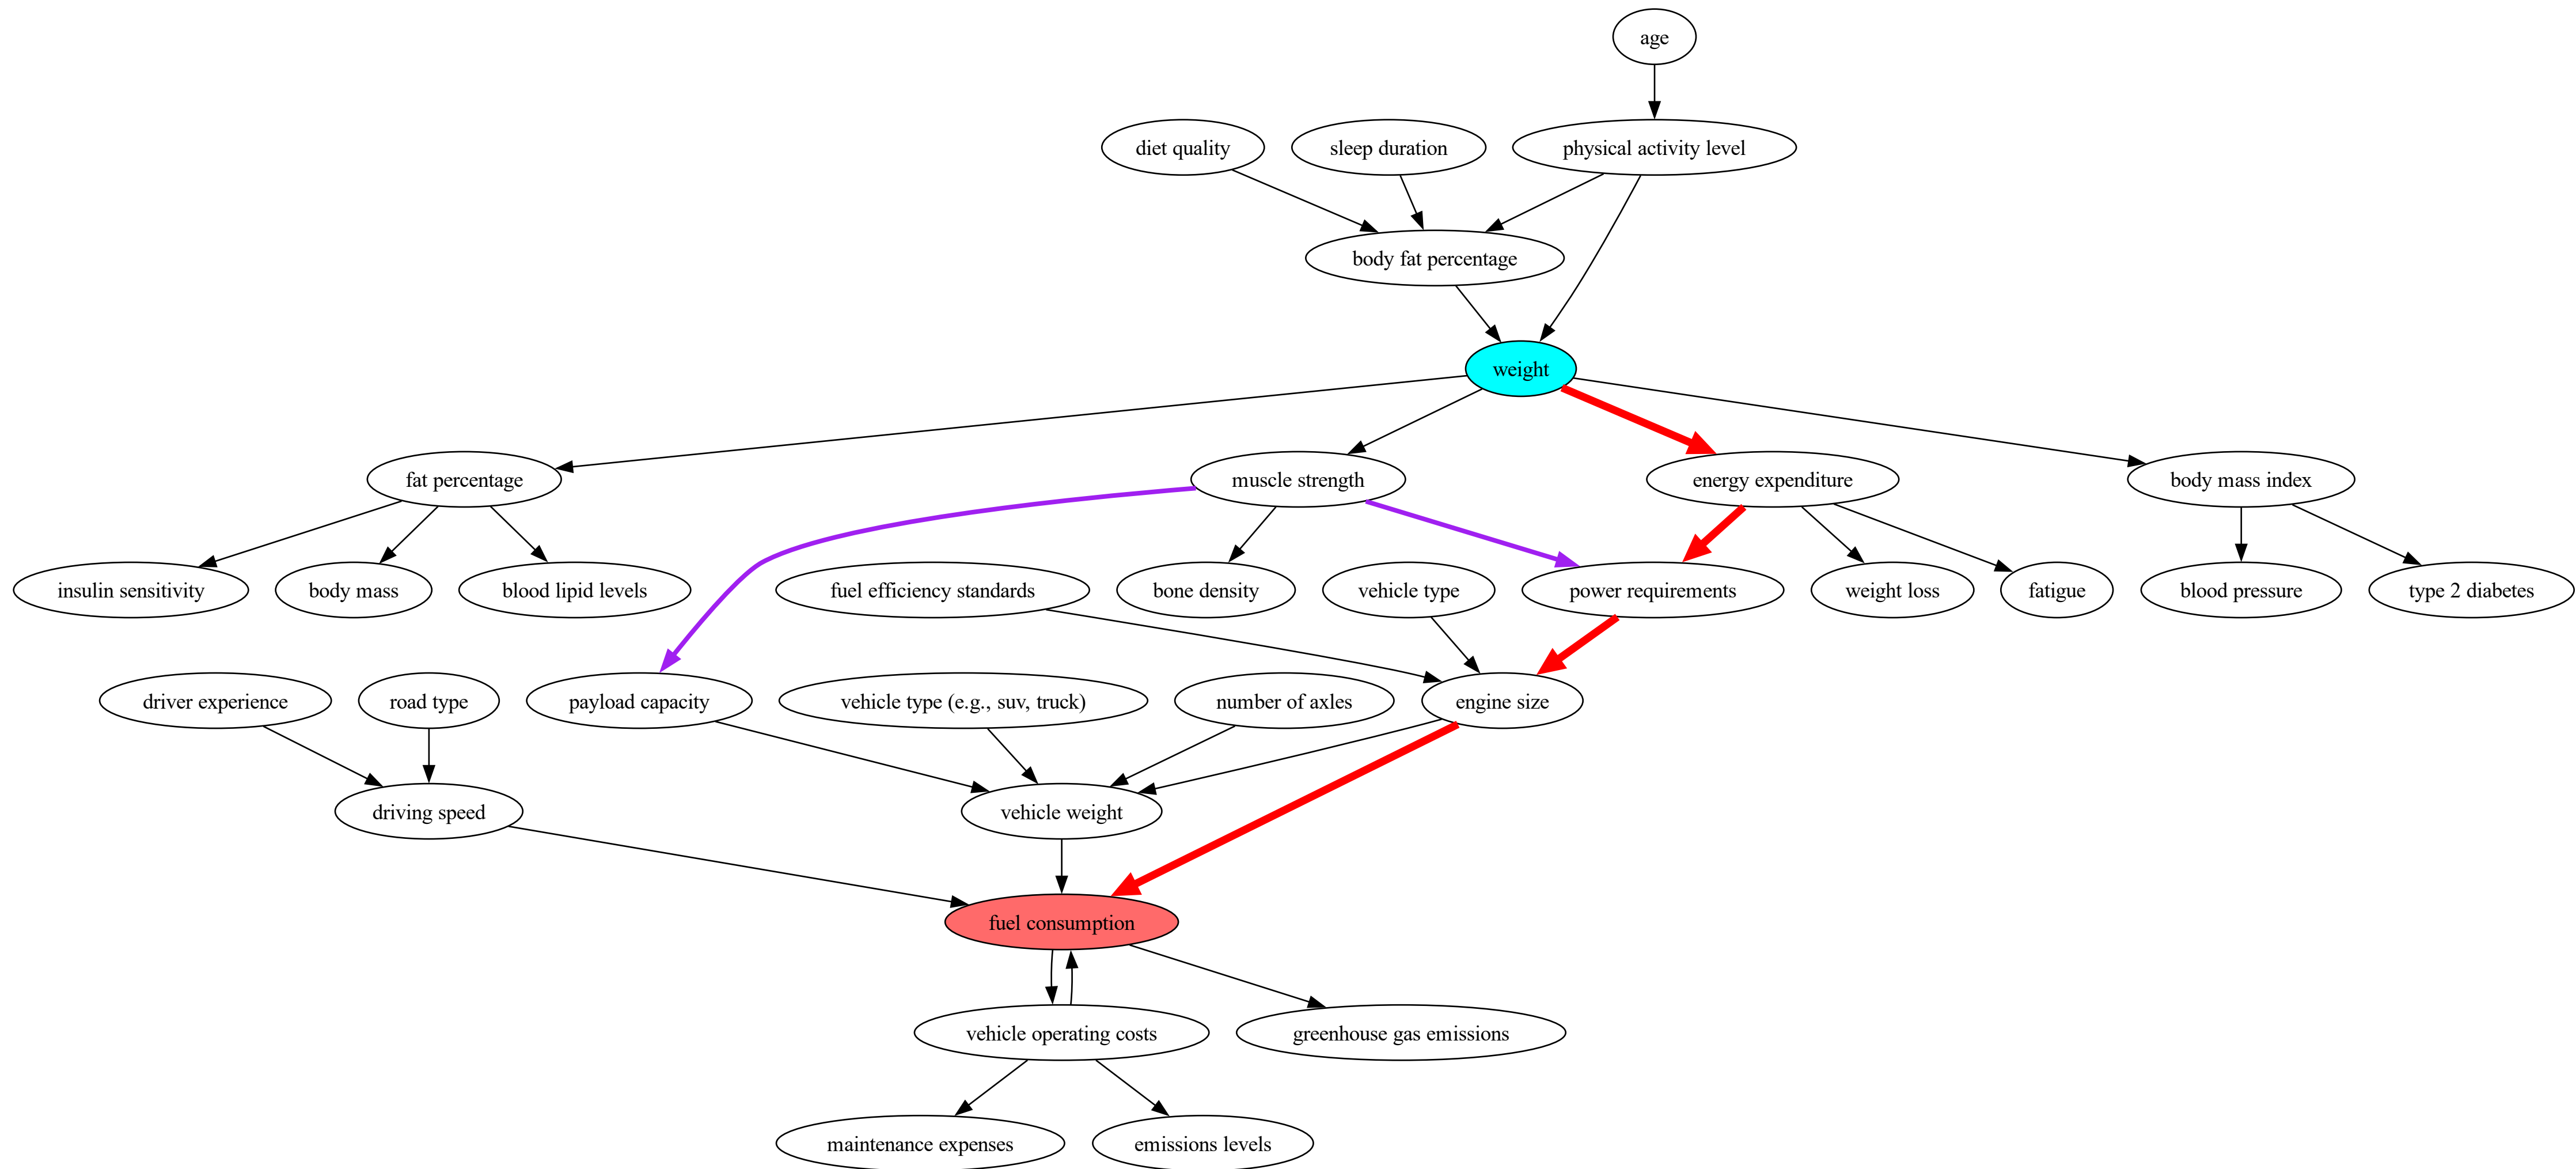 age
diet quality
sleep duration
physical activity level
body fat percentage
weight
fat percentage
muscle strength
energy expenditure
body mass index
insulin sensitivity
body mass
blood lipid levels
fuel efficiency standards
bone density
vehicle type
power requirements
weight loss
fatigue
blood pressure
type 2 diabetes
driver experience
road type
payload capacity
vehicle type (e.g., suv, truck)
number of axles
engine size
driving speed
vehicle weight
fuel consumption
vehicle operating costs
greenhouse gas emissions
maintenance expenses
emissions levels